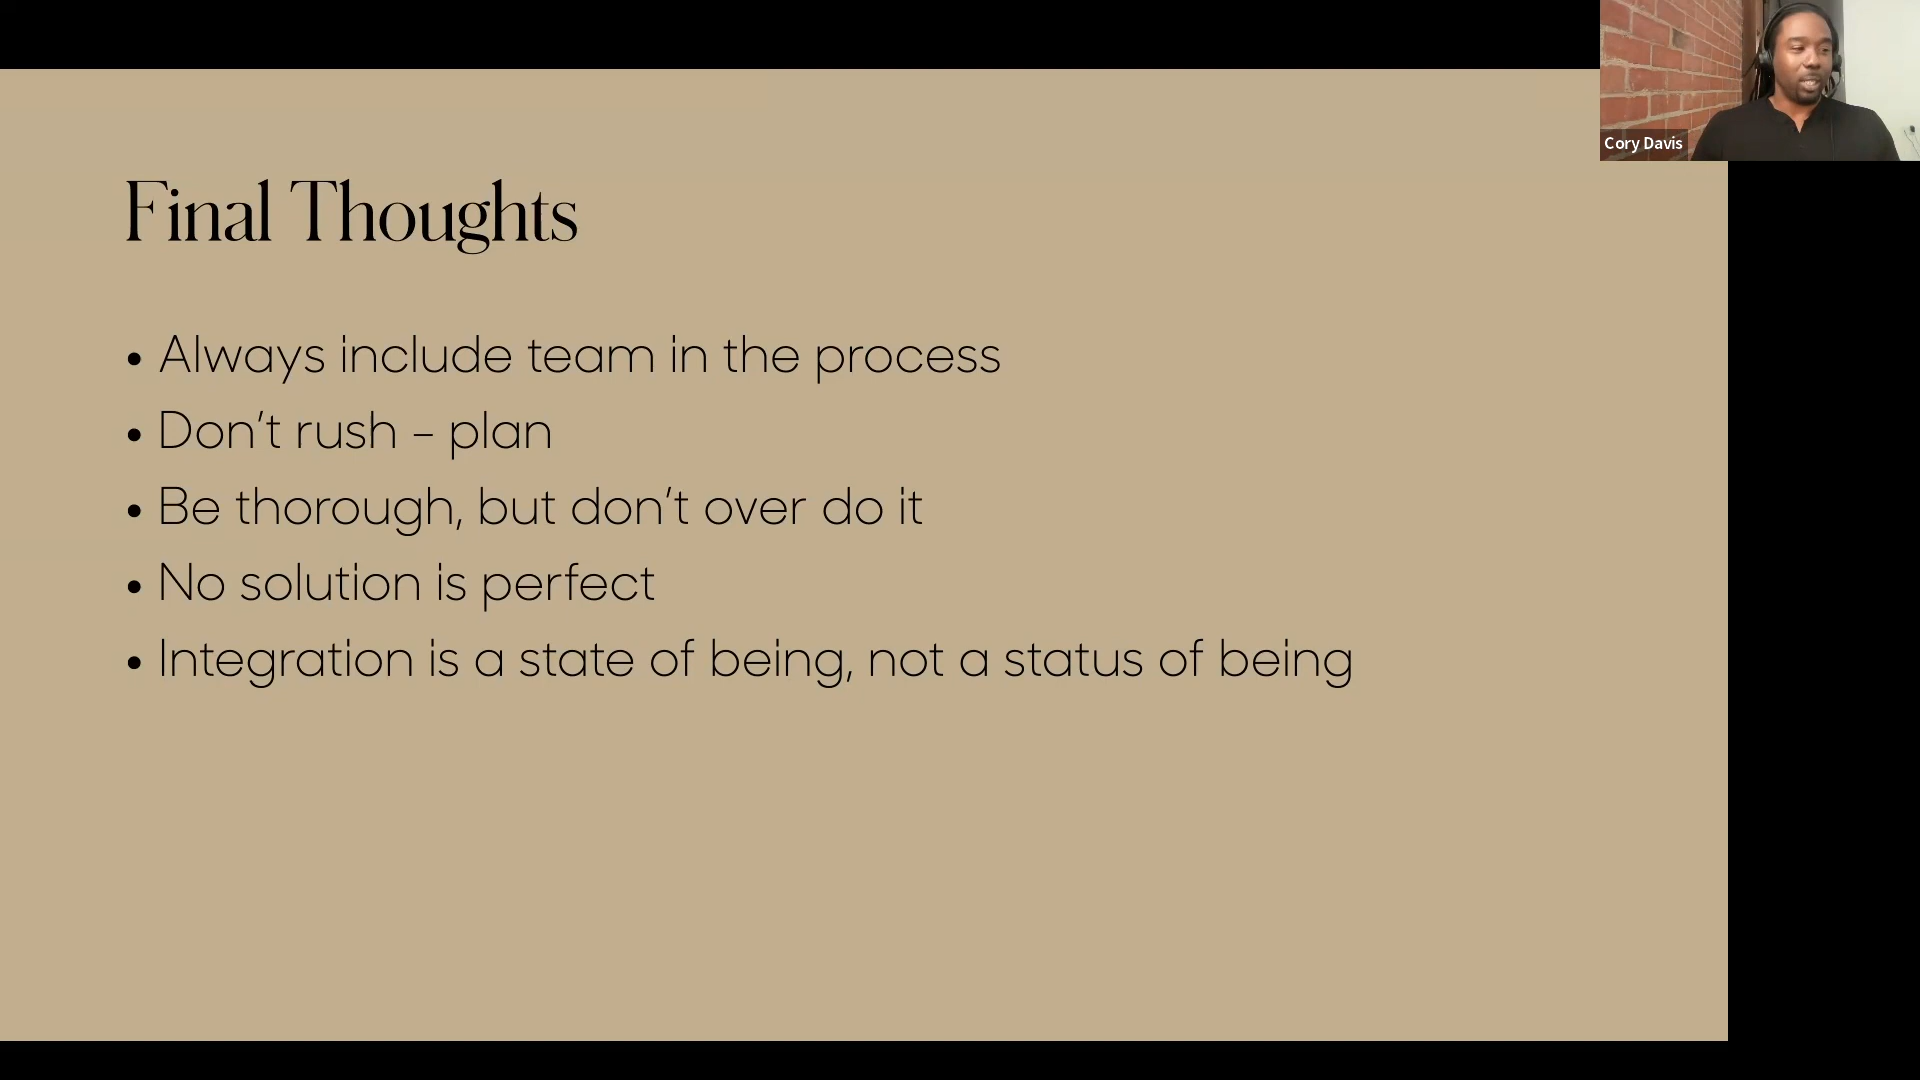 Final Thoughts
• Always include team in the process
• Don’t rush – plan
• Be thorough, but don’t over do it
• No solution is perfect
• Integration is a state of being, not a status of being
Cory Davis